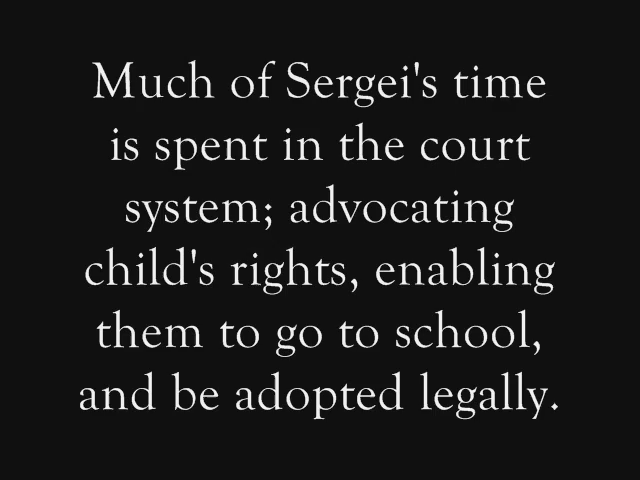 Much of Sergei's time
is spent in the court
system; advocating
child's rights, enabling
them to go to school,
and be adopted legally.